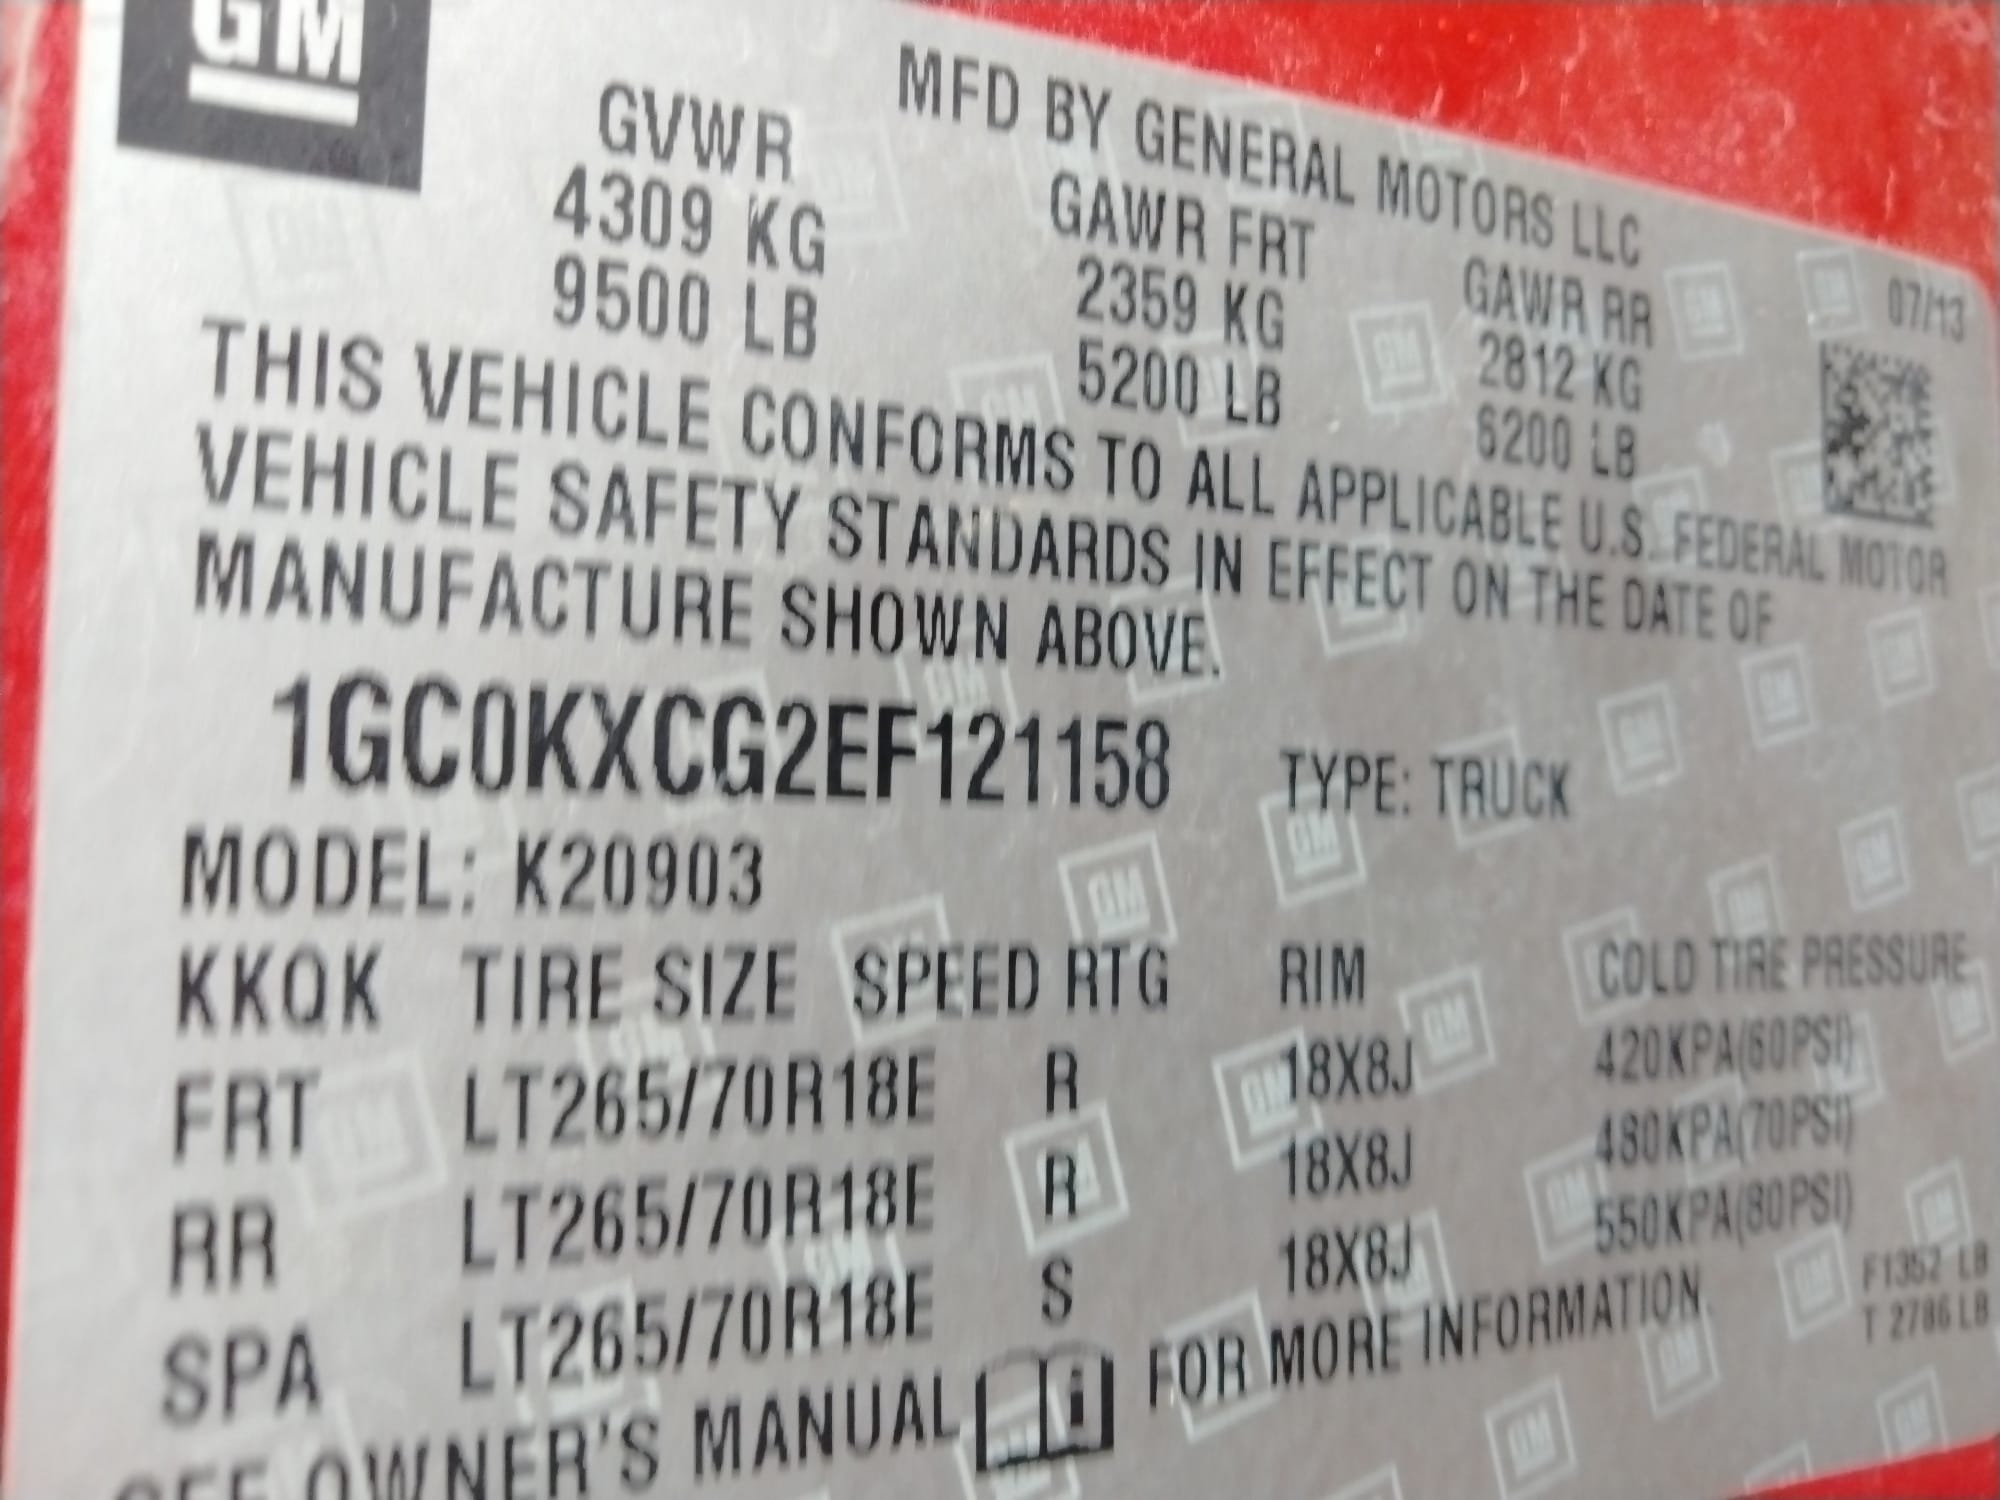 GM
MFD BY GENERAL MOTORS LLC
GVWR GAWR FRT GAWR RR 07/13
4309 KG 2359 KG 2812 KG
9500 LB 5200 LB 6200 LB
THIS VEHICLE CONFORMS TO ALL APPLICABLE U.S. FEDERAL MOTOR
VEHICLE SAFETY STANDARDS IN EFFECT ON THE DATE OF
MANUFACTURE SHOWN ABOVE.
1GC0KXCG2EF121158 TYPE: TRUCK
MODEL: K20903
KKQK TIRE SIZE SPEED RTG RIM COLD TIRE PRESSURE
FRT LT265/70R18E R 18X8J 420KPA(60PSI)
RR LT265/70R18E R 18X8J 480KPA(70PSI)
SPA LT265/70R18E S 18X8J 550KPA(80PSI)
SEE OWNER'S MANUAL FOR MORE INFORMATION.
F1352 LB
T 2786 LB